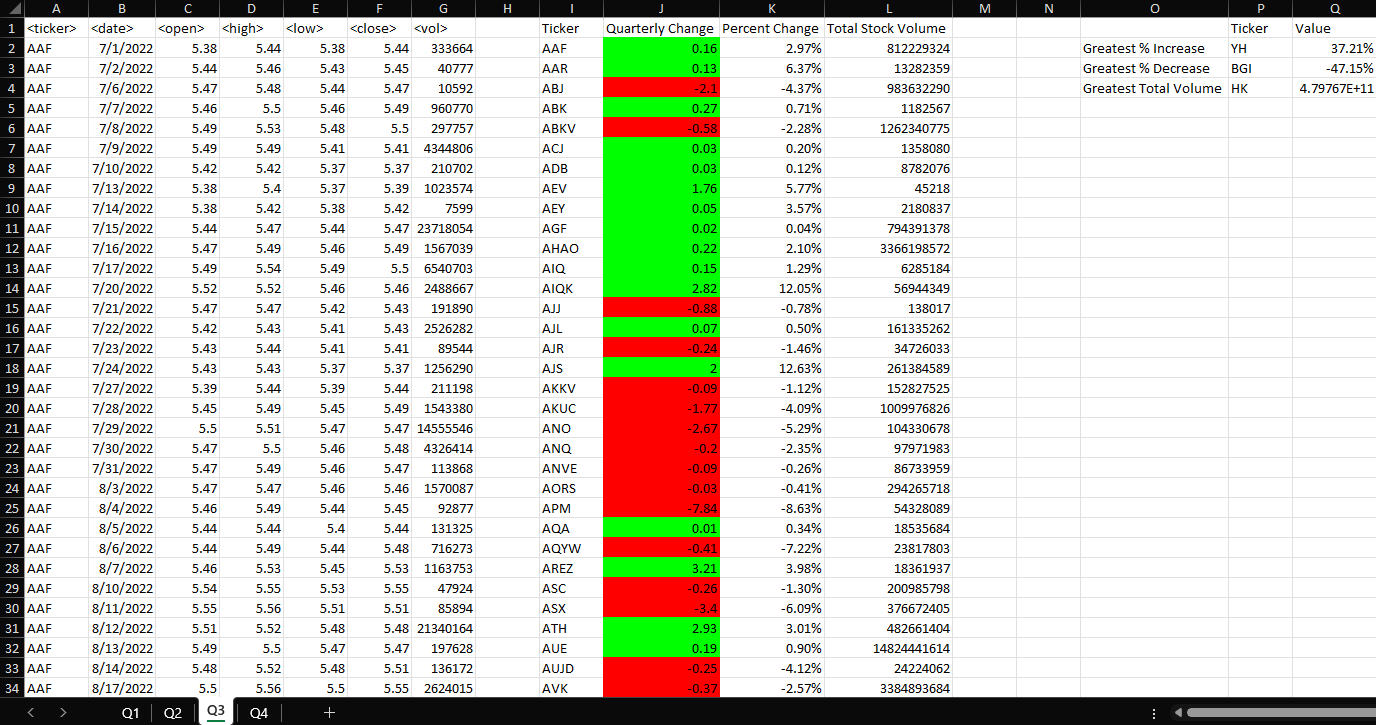 A B C D E F G H I J K L M N O P Q
1 <ticker> <date> <open> <high> <low> <close> <vol> Ticker Quarterly Change Percent Change Total Stock Volume Ticker Value
2 AAF 7/1/2022 5.38 5.44 5.38 5.44 333664 AAF 0.16 2.97% 812229324 Greatest % Increase YH 37.21%
3 AAF 7/2/2022 5.44 5.46 5.43 5.45 40777 AAR 0.13 6.37% 13282359 Greatest % Decrease BGI -47.15%
4 AAF 7/6/2022 5.47 5.48 5.44 5.47 10592 ABJ -2.1 -4.37% 983632290 Greatest Total Volume HK 4.79767E+11
5 AAF 7/7/2022 5.46 5.5 5.46 5.49 960770 ABK 0.27 0.71% 1182567
6 AAF 7/8/2022 5.49 5.53 5.48 5.5 297757 ABKV -0.58 -2.28% 1262340775
7 AAF 7/9/2022 5.49 5.49 5.41 5.41 4344806 ACJ 0.03 0.20% 1358080
8 AAF 7/10/2022 5.42 5.42 5.37 5.37 210702 ADB 0.03 0.12% 8782076
9 AAF 7/13/2022 5.38 5.4 5.37 5.39 1023574 AEV 1.76 5.77% 45218
10 AAF 7/14/2022 5.38 5.42 5.38 5.42 7599 AEY 0.05 3.57% 2180837
11 AAF 7/15/2022 5.44 5.47 5.44 5.47 23718054 AGF 0.02 0.04% 794391378
12 AAF 7/16/2022 5.47 5.49 5.46 5.49 1567039 AHAO 0.22 2.10% 3366198572
13 AAF 7/17/2022 5.49 5.54 5.49 5.5 6540703 AIQ 0.15 1.29% 6285184
14 AAF 7/20/2022 5.52 5.52 5.46 5.46 2488667 AIQK 2.82 12.05% 56944349
15 AAF 7/21/2022 5.47 5.47 5.42 5.43 191890 AJJ -0.88 -0.78% 138017
16 AAF 7/22/2022 5.42 5.43 5.41 5.43 2526282 AJL 0.07 0.50% 161335262
17 AAF 7/23/2022 5.43 5.44 5.41 5.41 89544 AJR -0.24 -1.46% 34726033
18 AAF 7/24/2022 5.43 5.43 5.37 5.37 1256290 AJS 2 12.63% 261384589
19 AAF 7/27/2022 5.39 5.44 5.39 5.44 211198 AKKV -0.09 -1.12% 152827525
20 AAF 7/28/2022 5.45 5.49 5.45 5.49 1543380 AKUC -1.77 -4.09% 1009976826
21 AAF 7/29/2022 5.5 5.51 5.47 5.47 14555546 ANO -2.67 -5.29% 104330678
22 AAF 7/30/2022 5.47 5.5 5.46 5.48 4326414 ANQ -0.2 -2.35% 97971983
23 AAF 7/31/2022 5.47 5.49 5.46 5.47 113868 ANVE -0.09 -0.26% 86733959
24 AAF 8/3/2022 5.47 5.47 5.46 5.46 1570087 AORS -0.03 -0.41% 294265718
25 AAF 8/4/2022 5.46 5.49 5.44 5.45 92877 APM -7.84 -8.63% 54328089
26 AAF 8/5/2022 5.44 5.44 5.4 5.44 131325 AQA 0.01 0.34% 18535684
27 AAF 8/6/2022 5.44 5.49 5.44 5.48 716273 AQYW -0.41 -7.22% 23817803
28 AAF 8/7/2022 5.46 5.53 5.45 5.53 1163753 AREZ 3.21 3.98% 18361937
29 AAF 8/10/2022 5.54 5.55 5.53 5.55 47924 ASC -0.26 -1.30% 200985798
30 AAF 8/11/2022 5.55 5.56 5.51 5.51 85894 ASX -3.4 -6.09% 376672405
31 AAF 8/12/2022 5.51 5.52 5.48 5.48 21340164 ATH 2.93 3.01% 482661404
32 AAF 8/13/2022 5.49 5.5 5.47 5.47 197628 AUE 0.19 0.90% 14824441614
33 AAF 8/14/2022 5.48 5.52 5.48 5.51 136172 AUJD -0.25 -4.12% 24224062
34 AAF 8/17/2022 5.5 5.56 5.5 5.55 2624015 AVK -0.37 -2.57% 3384893684
Q1 Q2 Q3 Q4